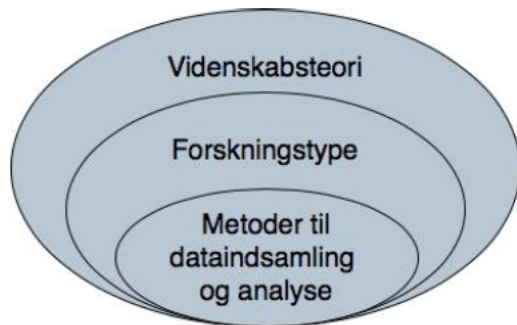 Videnskabsteori
Forskningstype
Metoder til
dataindsamling
og analyse